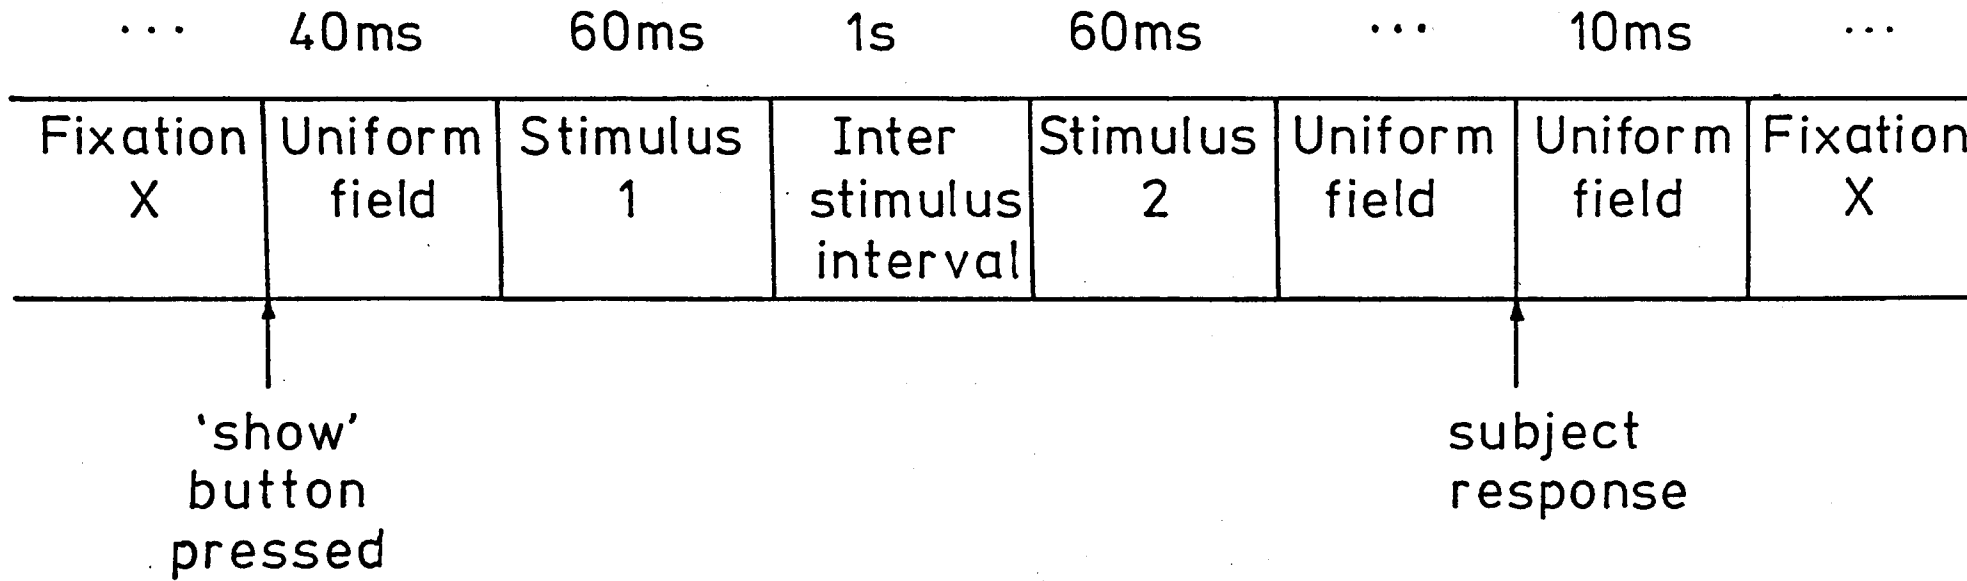 ··· 40ms 60ms 1s 60ms ··· 10ms ···
Fixation Uniform Stimulus Inter Stimulus Uniform Uniform Fixation
X field 1 stimulus 2 field field X
interval
'show' subject
button response
pressed